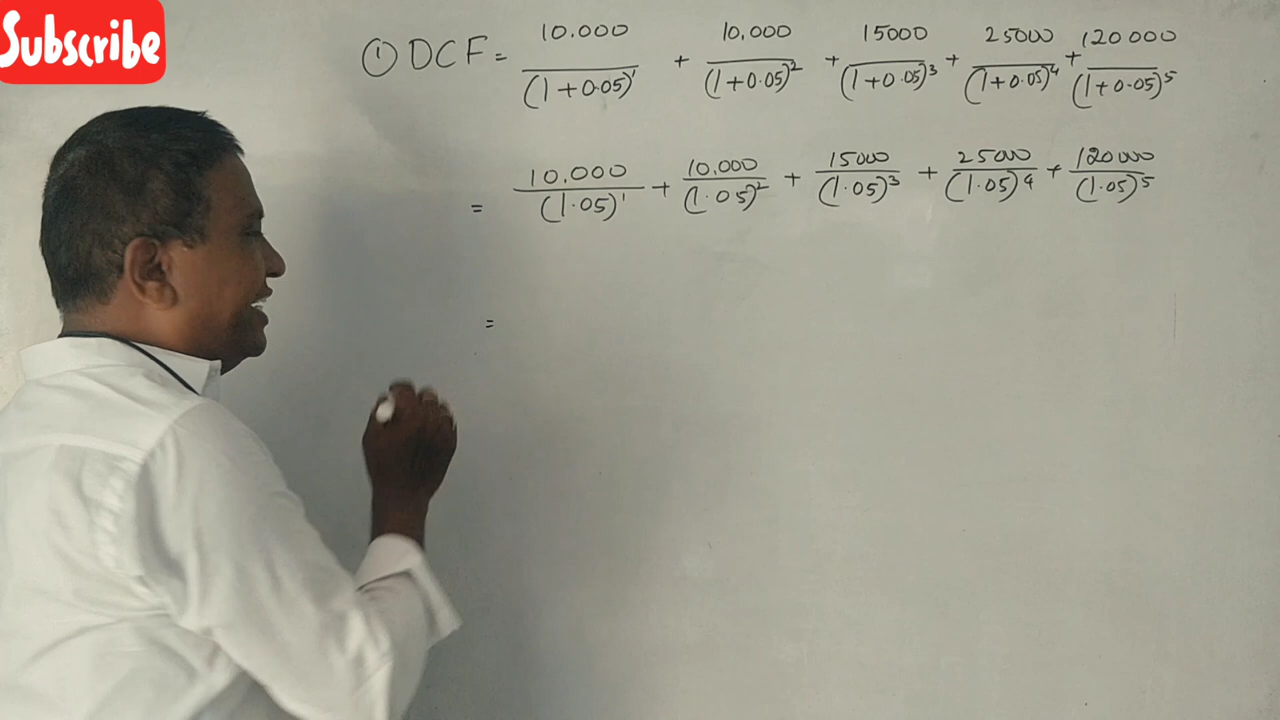 Subscribe
① DCF = 10.000/(1+0.05)¹ + 10,000/(1+0.05)² + 15000/(1+0.05)³ + 25000/(1+0.05)⁴ + 120000/(1+0.05)⁵
= 10.000/(1.05)¹ + 10,000/(1.05)² + 15000/(1.05)³ + 25000/(1.05)⁴ + 120000/(1.05)⁵
=